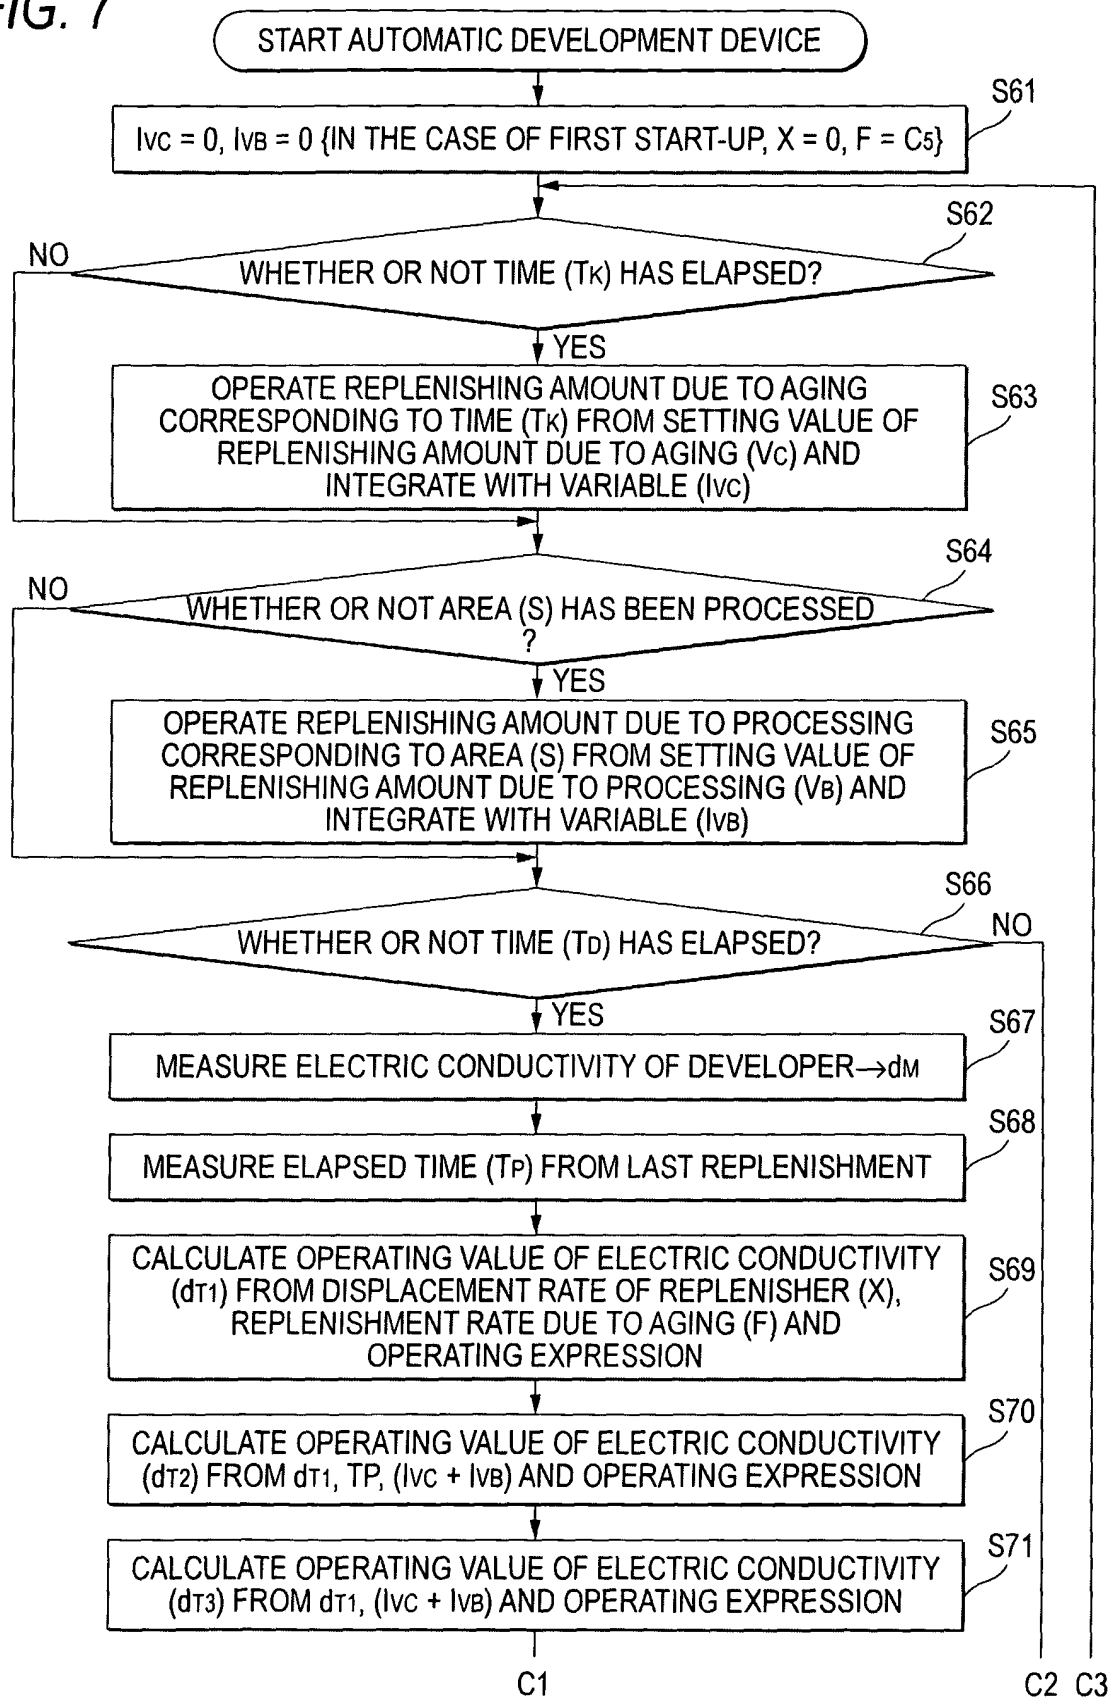 FIG. 7
START AUTOMATIC DEVELOPMENT DEVICE
S61
IVC = 0, IVB = 0 {IN THE CASE OF FIRST START-UP, X = 0, F = C5}
S62
NO
WHETHER OR NOT TIME (TK) HAS ELAPSED?
YES
S63
OPERATE REPLENISHING AMOUNT DUE TO AGING
CORRESPONDING TO TIME (TK) FROM SETTING VALUE OF
REPLENISHING AMOUNT DUE TO AGING (VC) AND
INTEGRATE WITH VARIABLE (IVC)
S64
NO
WHETHER OR NOT AREA (S) HAS BEEN PROCESSED
?
YES
S65
OPERATE REPLENISHING AMOUNT DUE TO PROCESSING
CORRESPONDING TO AREA (S) FROM SETTING VALUE OF
REPLENISHING AMOUNT DUE TO PROCESSING (VB) AND
INTEGRATE WITH VARIABLE (IVB)
S66
NO
WHETHER OR NOT TIME (TD) HAS ELAPSED?
YES
S67
MEASURE ELECTRIC CONDUCTIVITY OF DEVELOPER→dM
S68
MEASURE ELAPSED TIME (TP) FROM LAST REPLENISHMENT
S69
CALCULATE OPERATING VALUE OF ELECTRIC CONDUCTIVITY
(dT1) FROM DISPLACEMENT RATE OF REPLENISHER (X),
REPLENISHMENT RATE DUE TO AGING (F) AND
OPERATING EXPRESSION
S70
CALCULATE OPERATING VALUE OF ELECTRIC CONDUCTIVITY
(dT2) FROM dT1, TP, (IVC + IVB) AND OPERATING EXPRESSION
S71
CALCULATE OPERATING VALUE OF ELECTRIC CONDUCTIVITY
(dT3) FROM dT1, (IVC + IVB) AND OPERATING EXPRESSION
C1
C2
C3